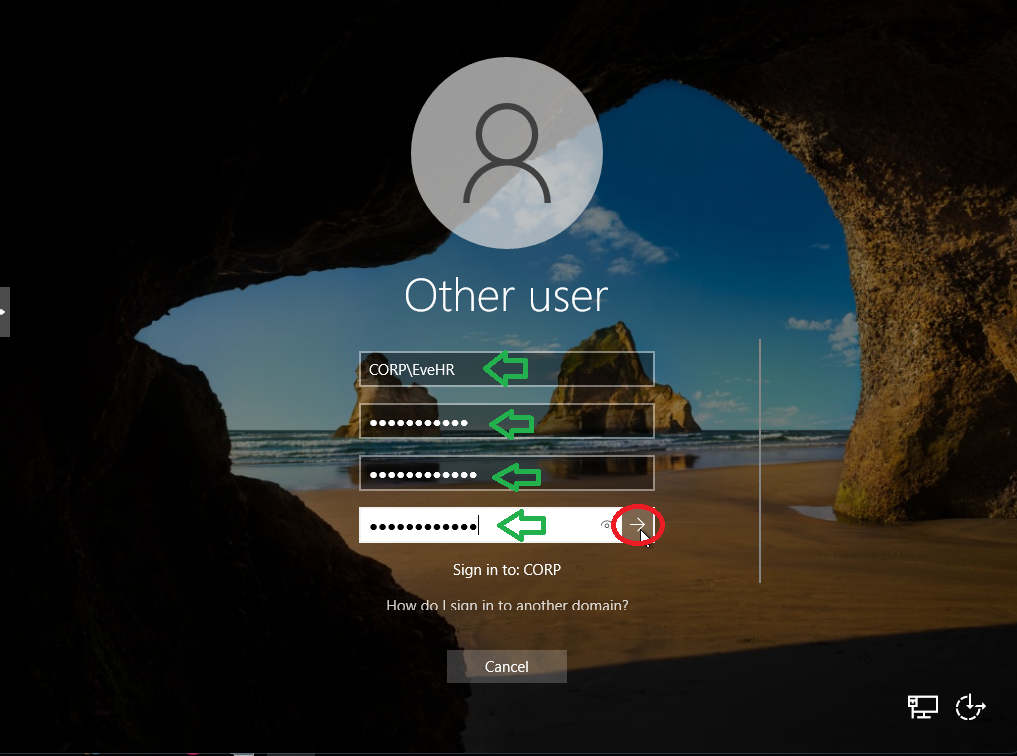 Other user
CORP\EveHR
●●●●●●●●●●●
●●●●●●●●●●●●
●●●●●●●●●●●●
Sign in to: CORP
How do I sign in to another domain?
Cancel